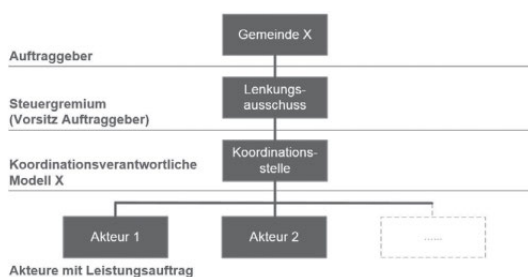 Gemeinde X
Auftraggeber
Lenkungs-
ausschuss
Steuergremium
(Vorsitz Auftraggeber)
Koordinations-
stelle
Koordinationsverantwortliche
Modell X
Akteur 1
Akteur 2
......
Akteure mit Leistungsauftrag